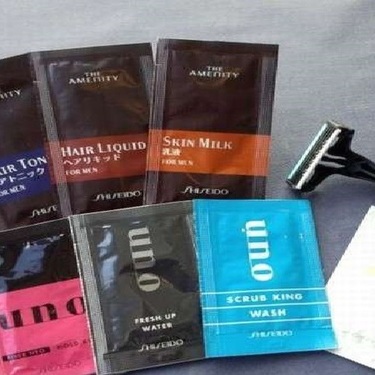 THE
AMENITY
IR TON
アトニック
FOR MEN
SHISEIDO
THE
AMENITY
HAIR LIQUID
ヘアリキッド
FOR MEN
SHISEIDO
THE
AMENITY
SKIN MILK
乳液
FOR MEN
SHISEIDO
uno
uno
FRESH UP
WATER
SHISEIDO
uno
SCRUB KING
WASH
SHISEIDO